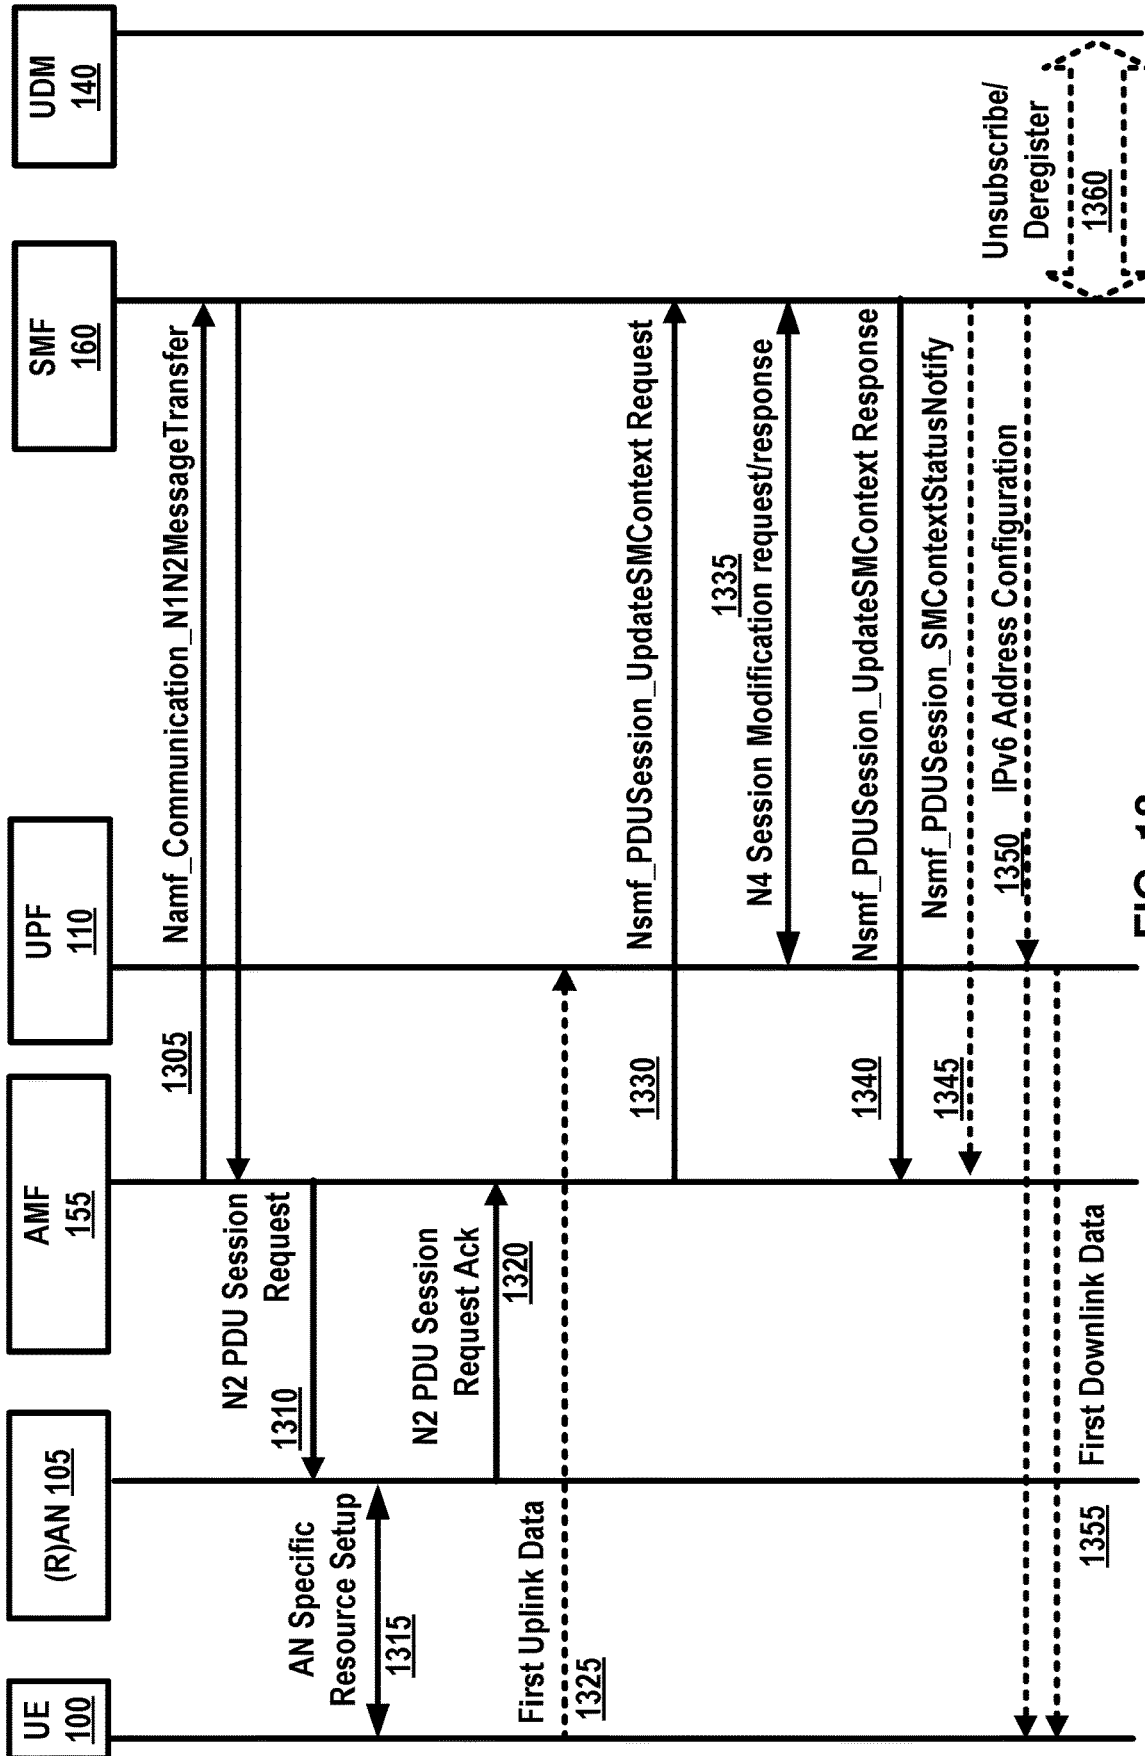 UE
100
(R)AN 105
AMF
155
UPF
110
SMF
160
UDM
140
Namf_Communication_N1N2MessageTransfer
1305
N2 PDU Session
Request
1310
AN Specific
Resource Setup
1315
N2 PDU Session
Request Ack
1320
First Uplink Data
1325
Nsmf_PDUSession_UpdateSMContext Request
1330
1335
N4 Session Modification request/response
Nsmf_PDUSession_UpdateSMContext Response
1340
Nsmf_PDUSession_SMContextStatusNotify
1345
1350 IPv6 Address Configuration
First Downlink Data
1355
Unsubscribe/
Deregister
1360